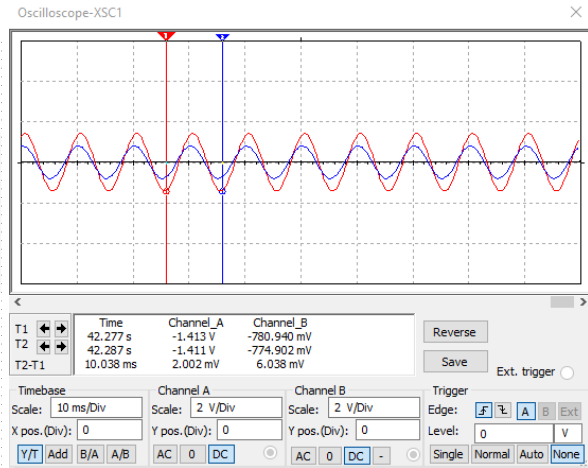 Oscilloscope-XSC1
1 2
T1
T2
T2-T1
Time Channel_A Channel_B
42.277 s -1.413 V -780.940 mV
42.287 s -1.411 V -774.902 mV
10.038 ms 2.002 mV 6.038 mV
Reverse
Save
Ext. trigger
Timebase
Scale: 10 ms/Div
X pos.(Div): 0
Y/T Add B/A A/B
Channel A
Scale: 2 V/Div
Y pos.(Div): 0
AC 0 DC
Channel B
Scale: 2 V/Div
Y pos.(Div): 0
AC 0 DC -
Trigger
Edge: A B Ext
Level: 0 V
Single Normal Auto None